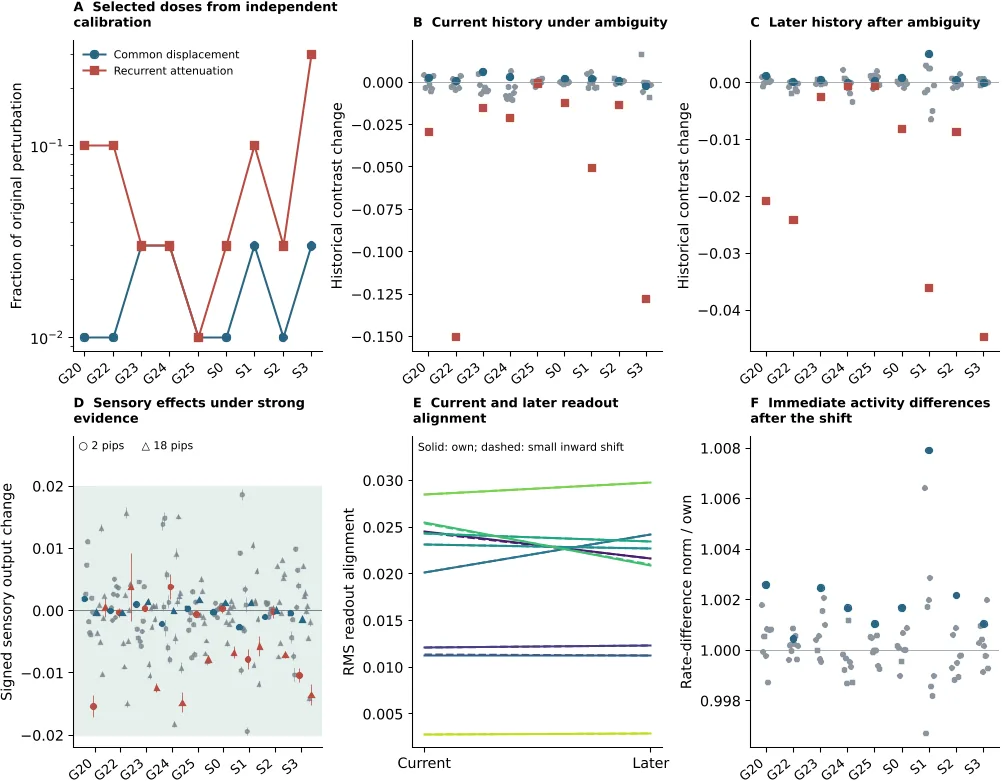 A Selected doses from independent
calibration
Common displacement
Recurrent attenuation
Fraction of original perturbation
10⁻¹
10⁻²
G20 G22 G23 G24 G25 S0 S1 S2 S3
B Current history under ambiguity
Historical contrast change
0.000
−0.025
−0.050
−0.075
−0.100
−0.125
−0.150
G20 G22 G23 G24 G25 S0 S1 S2 S3
C Later history after ambiguity
Historical contrast change
0.00
−0.01
−0.02
−0.03
−0.04
G20 G22 G23 G24 G25 S0 S1 S2 S3
D Sensory effects under strong
evidence
○ 2 pips △ 18 pips
Signed sensory output change
0.02
0.01
0.00
−0.01
−0.02
G20 G22 G23 G24 G25 S0 S1 S2 S3
E Current and later readout
alignment
Solid: own; dashed: small inward shift
RMS readout alignment
0.030
0.025
0.020
0.015
0.010
0.005
Current Later
F Immediate activity differences
after the shift
Rate-difference norm / own
1.008
1.006
1.004
1.002
1.000
0.998
G20 G22 G23 G24 G25 S0 S1 S2 S3